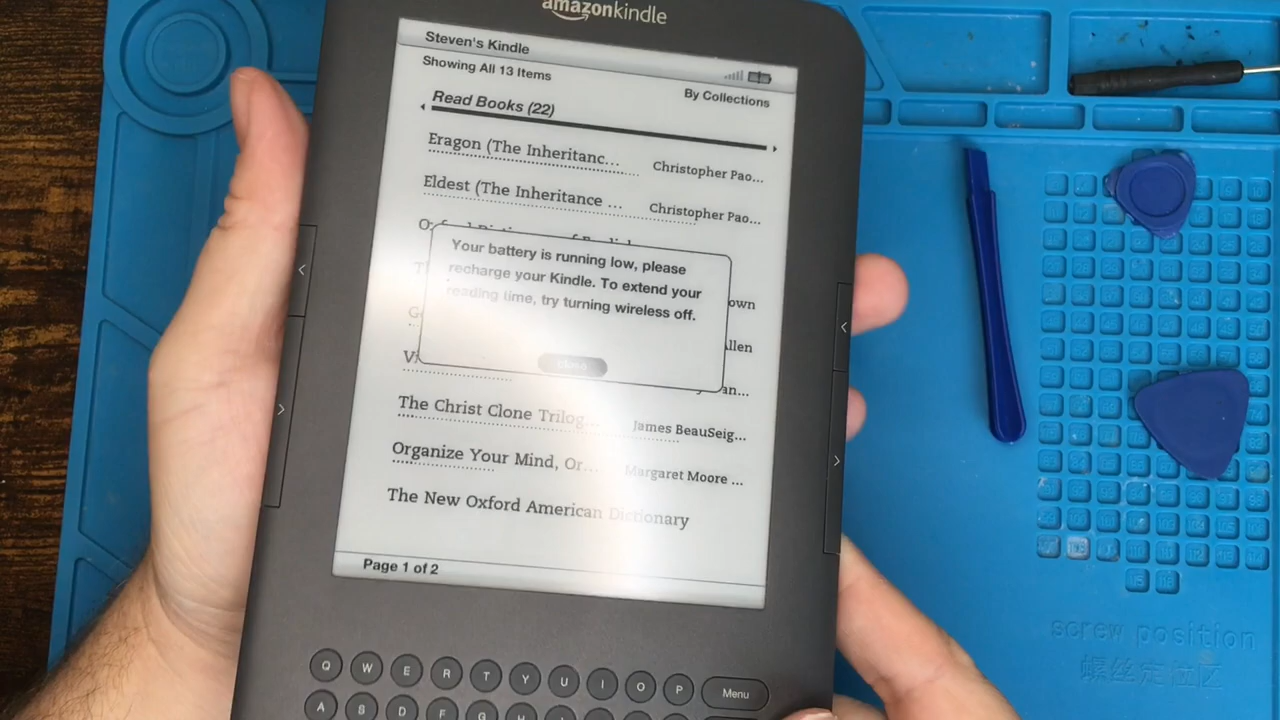 amazonkindle
Steven's Kindle
Showing All 13 Items
By Collections
Read Books (22)
Eragon (The Inheritanc... Christopher Pao...
Eldest (The Inheritance ... Christopher Pao...
Your battery is running low, please
recharge your Kindle. To extend your
reading time, try turning wireless off.
close
The Christ Clone Trilog... James BeauSeig...
Organize Your Mind, Or... Margaret Moore ...
The New Oxford American Dictionary
Page 1 of 2
Q W E R T Y U I O P Menu
A S D F G H
screw position
螺丝定位区